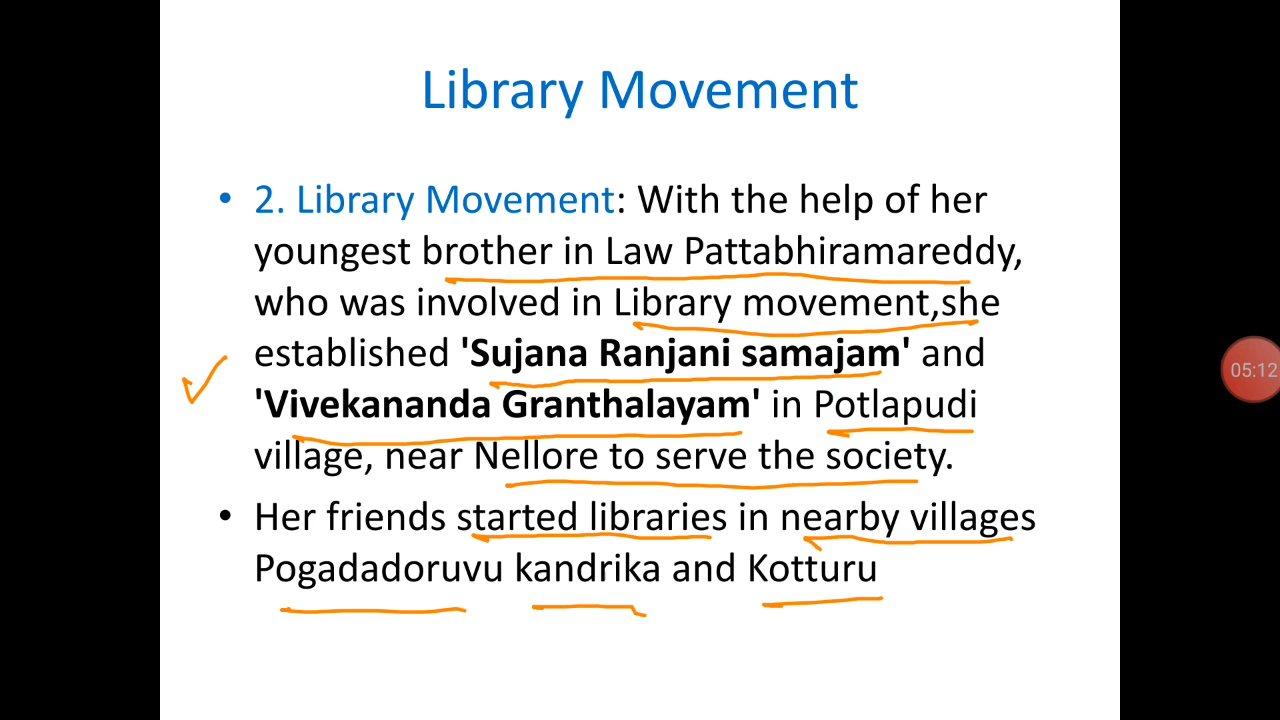 Library Movement
• 2. Library Movement: With the help of her
youngest brother in Law Pattabhiramareddy,
who was involved in Library movement,she
established 'Sujana Ranjani samajam' and
'Vivekananda Granthalayam' in Potlapudi
village, near Nellore to serve the society.
• Her friends started libraries in nearby villages
Pogadadoruvu kandrika and Kotturu
05:12